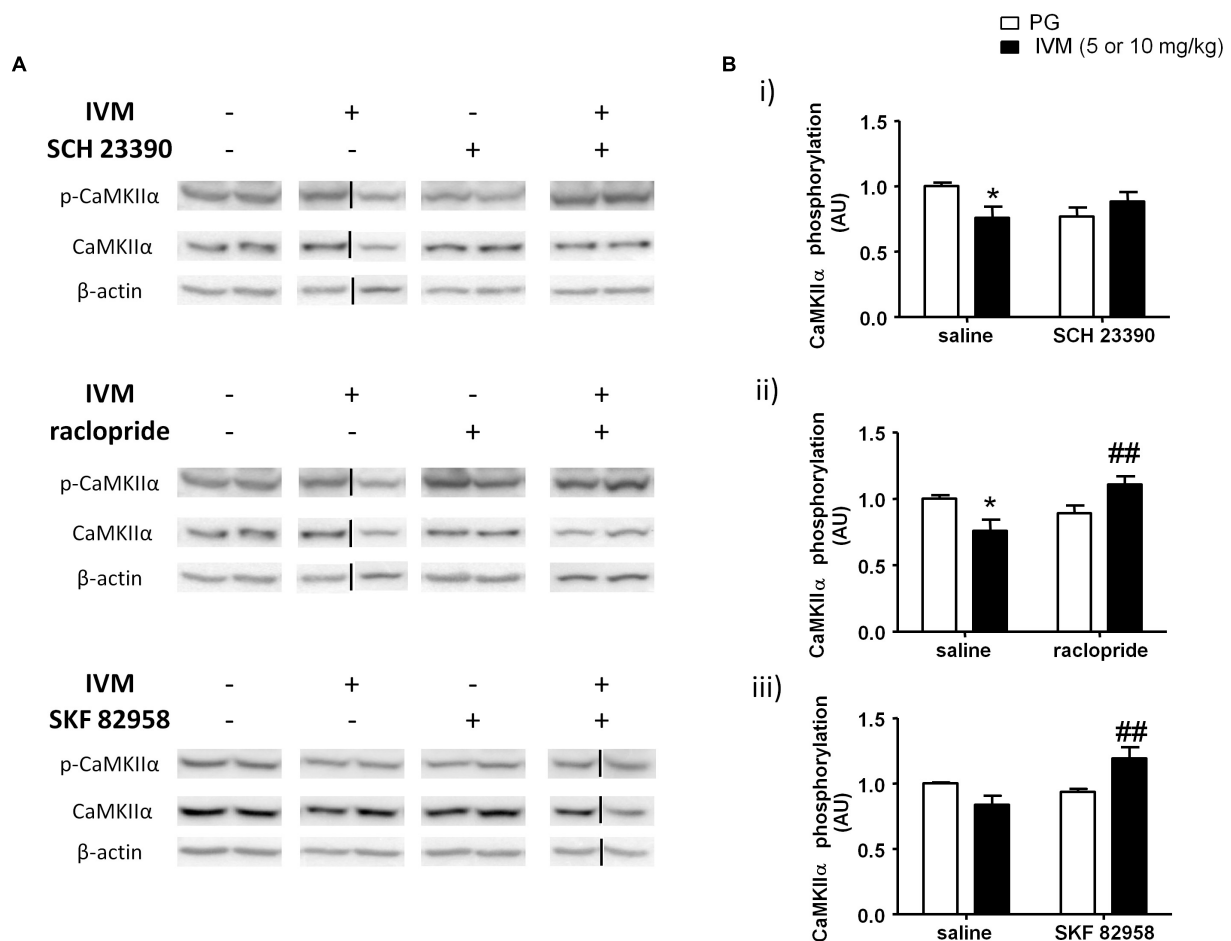 PG
IVM (5 or 10 mg/kg)
A
IVM - + - +
SCH 23390 - - + +
p-CaMKIIα
CaMKIIα
β-actin
IVM - + - +
raclopride - - + +
p-CaMKIIα
CaMKIIα
β-actin
IVM - + - +
SKF 82958 - - + +
p-CaMKIIα
CaMKIIα
β-actin
B
i)
CaMKIIα phosphorylation
(AU)
1.5
1.0
0.5
0.0
*
saline SCH 23390
ii)
CaMKIIα phosphorylation
(AU)
1.5
1.0
0.5
0.0
*
##
saline raclopride
iii)
CaMKIIα phosphorylation
(AU)
1.5
1.0
0.5
0.0
##
saline SKF 82958